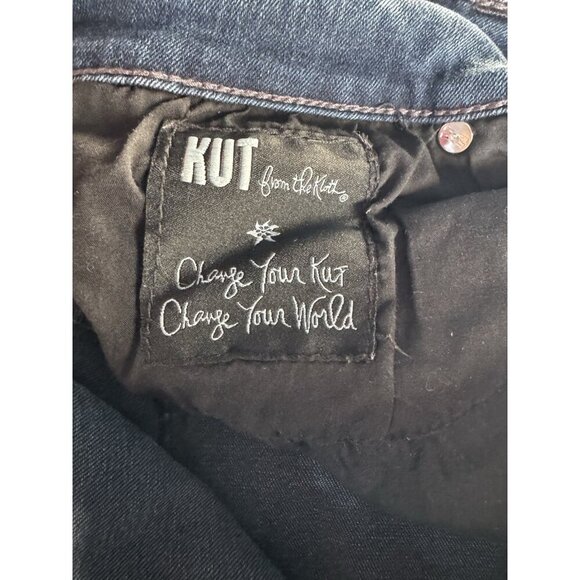 KUT from the Kloth®
Change Your Kut
Change Your World